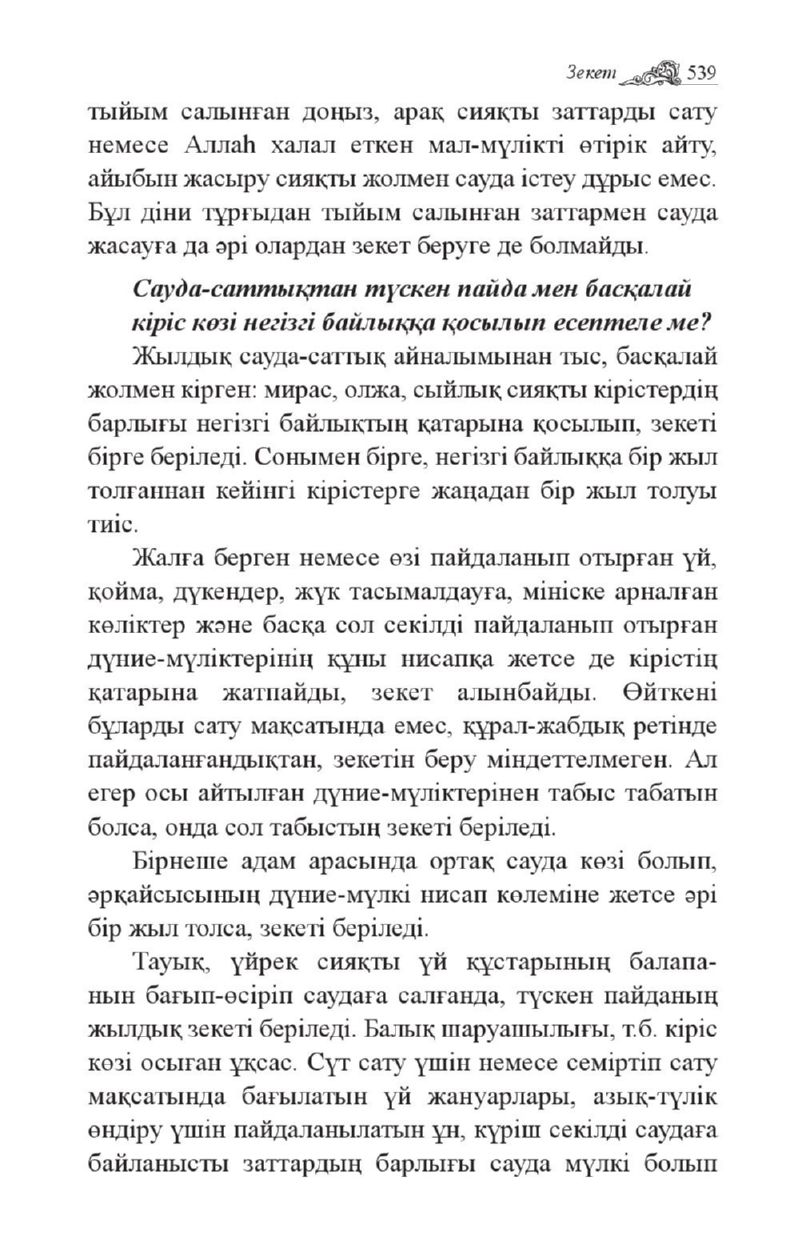 Зекет 539
тыйым салынған доңыз, арақ сияқты заттарды сату
немесе Аллаһ халал еткен мал-мүлікті өтірік айту,
айыбын жасыру сияқты жолмен сауда істеу дұрыс емес.
Бұл діни тұрғыдан тыйым салынған заттармен сауда
жасауға да әрі олардан зекет беруге де болмайды.
Сауда-саттықтан түскен пайда мен басқалай
кіріс көзі негізгі байлыққа қосылып есептеле ме?
Жылдық сауда-саттық айналымынан тыс, басқалай
жолмен кірген: мирас, олжа, сыйлық сияқты кірістердің
барлығы негізгі байлықтың қатарына қосылып, зекеті
бірге беріледі. Сонымен бірге, негізгі байлыққа бір жыл
толғаннан кейінгі кірістерге жаңадан бір жыл толуы
тиіс.
Жалға берген немесе өзі пайдаланып отырған үй,
қойма, дүкендер, жүк тасымалдауға, мініске арналған
көліктер және басқа сол секілді пайдаланып отырған
дүние-мүліктерінің құны нисапқа жетсе де кірістің
қатарына жатпайды, зекет алынбайды. Өйткені
бұларды сату мақсатында емес, құрал-жабдық ретінде
пайдаланғандықтан, зекетін беру міндеттелмеген. Ал
егер осы айтылған дүние-мүліктерінен табыс табатын
болса, онда сол табыстың зекеті беріледі.
Бірнеше адам арасында ортақ сауда көзі болып,
әрқайсысының дүние-мүлкі нисап көлеміне жетсе әрі
бір жыл толса, зекеті беріледі.
Тауық, үйрек сияқты үй құстарының балапа-
нын бағып-өсіріп саудаға салғанда, түскен пайданың
жылдық зекеті беріледі. Балық шаруашылығы, т.б. кіріс
көзі осыған ұқсас. Сүт сату үшін немесе семіртіп сату
мақсатында бағылатын үй жануарлары, азық-түлік
өндіру үшін пайдаланылатын ұн, күріш секілді саудаға
байланысты заттардың барлығы сауда мүлкі болып